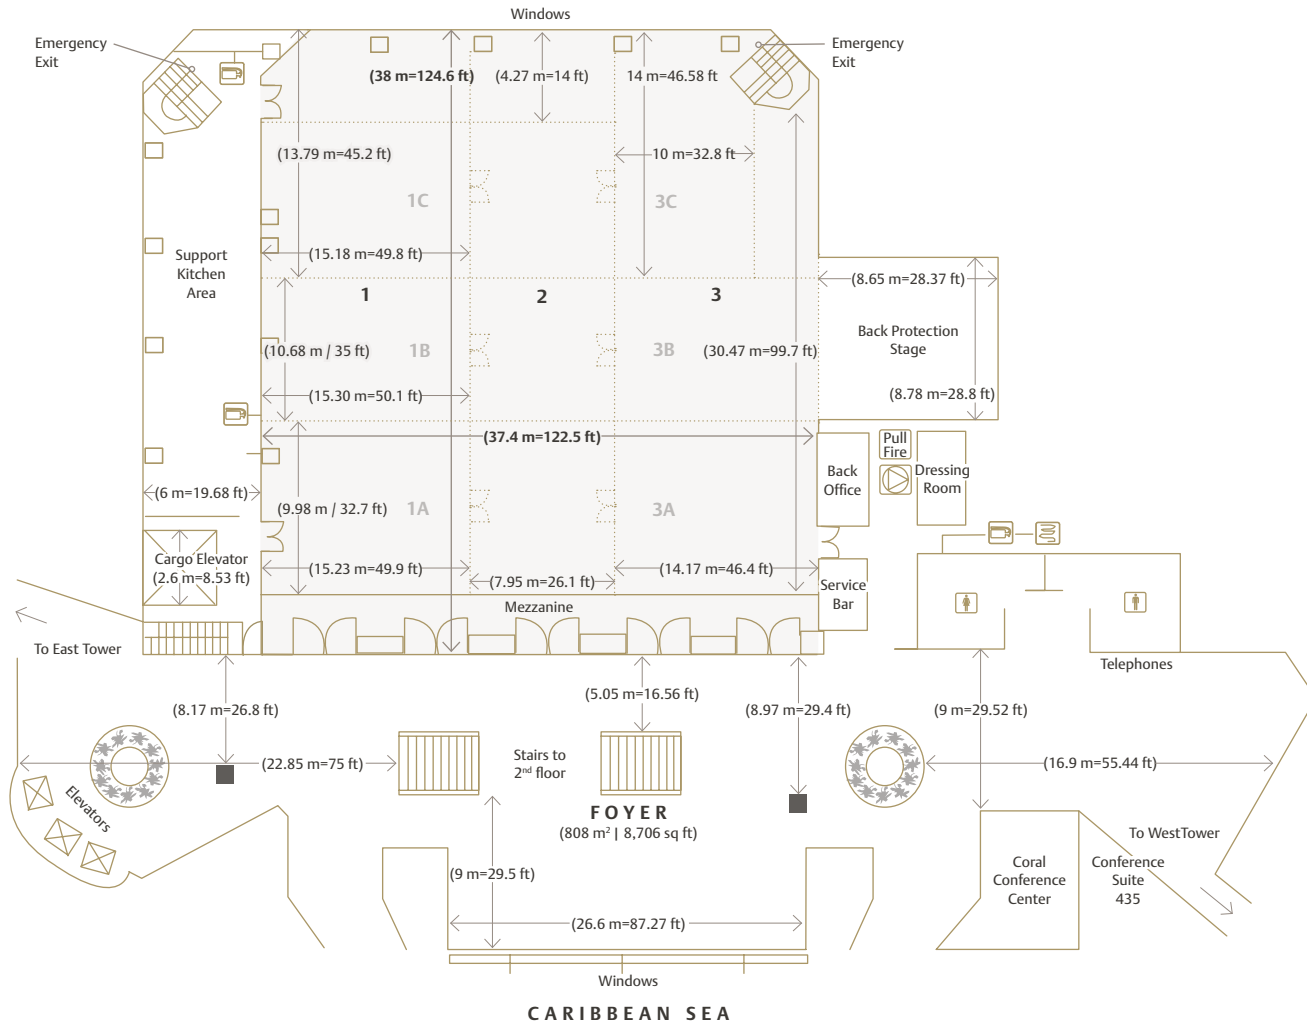 Windows
Emergency
Exit
Emergency
Exit
(38 m=124.6 ft)
(4.27 m=14 ft)
14 m=46.58 ft
(13.79 m=45.2 ft)
10 m=32.8 ft
1C
3C
Support
Kitchen
Area
(15.18 m=49.8 ft)
(8.65 m=28.37 ft)
1
2
3
Back Protection
Stage
(10.68 m / 35 ft)
1B
3B
(30.47 m=99.7 ft)
(15.30 m=50.1 ft)
(8.78 m=28.8 ft)
(37.4 m=122.5 ft)
Pull
Fire
Back
Office
Dressing
Room
(6 m=19.68 ft)
(9.98 m / 32.7 ft)
1A
3A
Cargo Elevator
(2.6 m=8.53 ft)
(15.23 m=49.9 ft)
(7.95 m=26.1 ft)
(14.17 m=46.4 ft)
Service
Bar
Mezzanine
To East Tower
Telephones
(8.17 m=26.8 ft)
(5.05 m=16.56 ft)
(8.97 m=29.4 ft)
(9 m=29.52 ft)
(22.85 m=75 ft)
Stairs to
2nd floor
(16.9 m=55.44 ft)
Elevators
FOYER
(808 m² | 8,706 sq ft)
To WestTower
(9 m=29.5 ft)
Coral
Conference
Center
Conference
Suite
435
(26.6 m=87.27 ft)
Windows
CARIBBEAN SEA